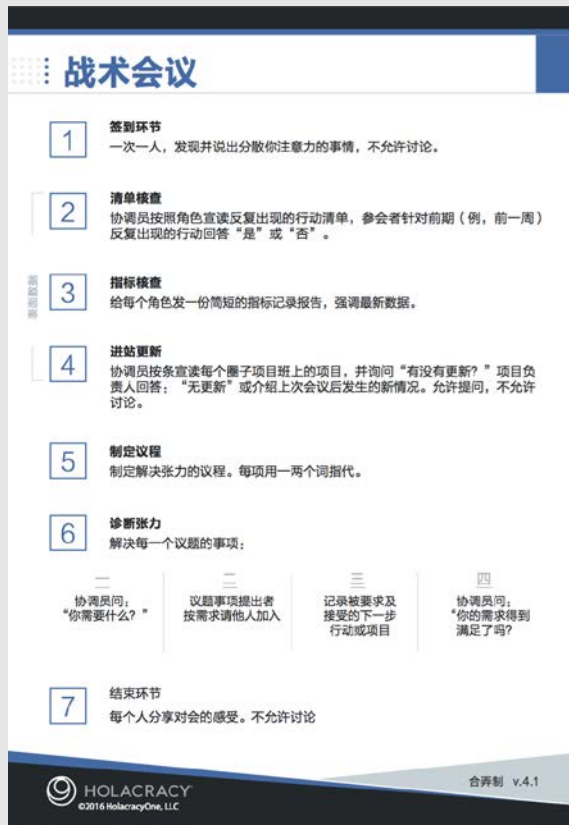 战术会议
1
签到环节
一次一人，发现并说出分散你注意力的事情，不允许讨论。
2
清单核查
协调员按照角色宣读反复出现的行动清单，参会者针对前期（例，前一周）
反复出现的行动回答“是”或“否”。
表面数据
3
指标核查
给每个角色发一份简短的指标记录报告，强调最新数据。
4
进站更新
协调员按条宣读每个圈子项目班上的项目，并询问“有没有更新？”项目负
责人回答：“无更新”或介绍上次会议后发生的新情况。允许提问，不允许
讨论。
5
制定议程
制定解决张力的议程。每项用一两个词指代。
6
诊断张力
解决每一个议题的事项：
一
协调员问：
“你需要什么？”
二
议题事项提出者
按需求请他人加入
三
记录被要求及
接受的下一步
行动或项目
四
协调员问：
“你的需求得到
满足了吗？
7
结束环节
每个人分享对会的感受。不允许讨论
HOLACRACY
©2016 HolacracyOne, LLC
合弄制 v.4.1